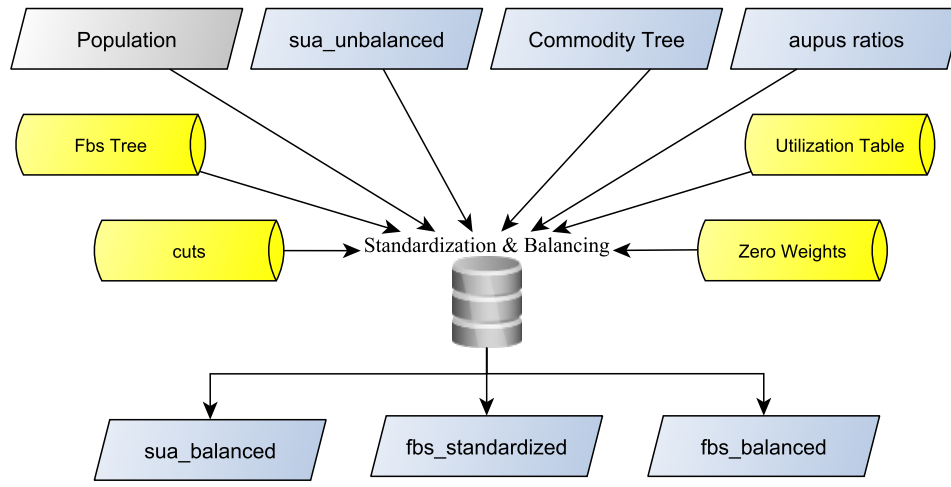 Population
sua_unbalanced
Commodity Tree
aupus ratios
Fbs Tree
Utilization Table
cuts
Standardization & Balancing
Zero Weights
sua_balanced
fbs_standardized
fbs_balanced